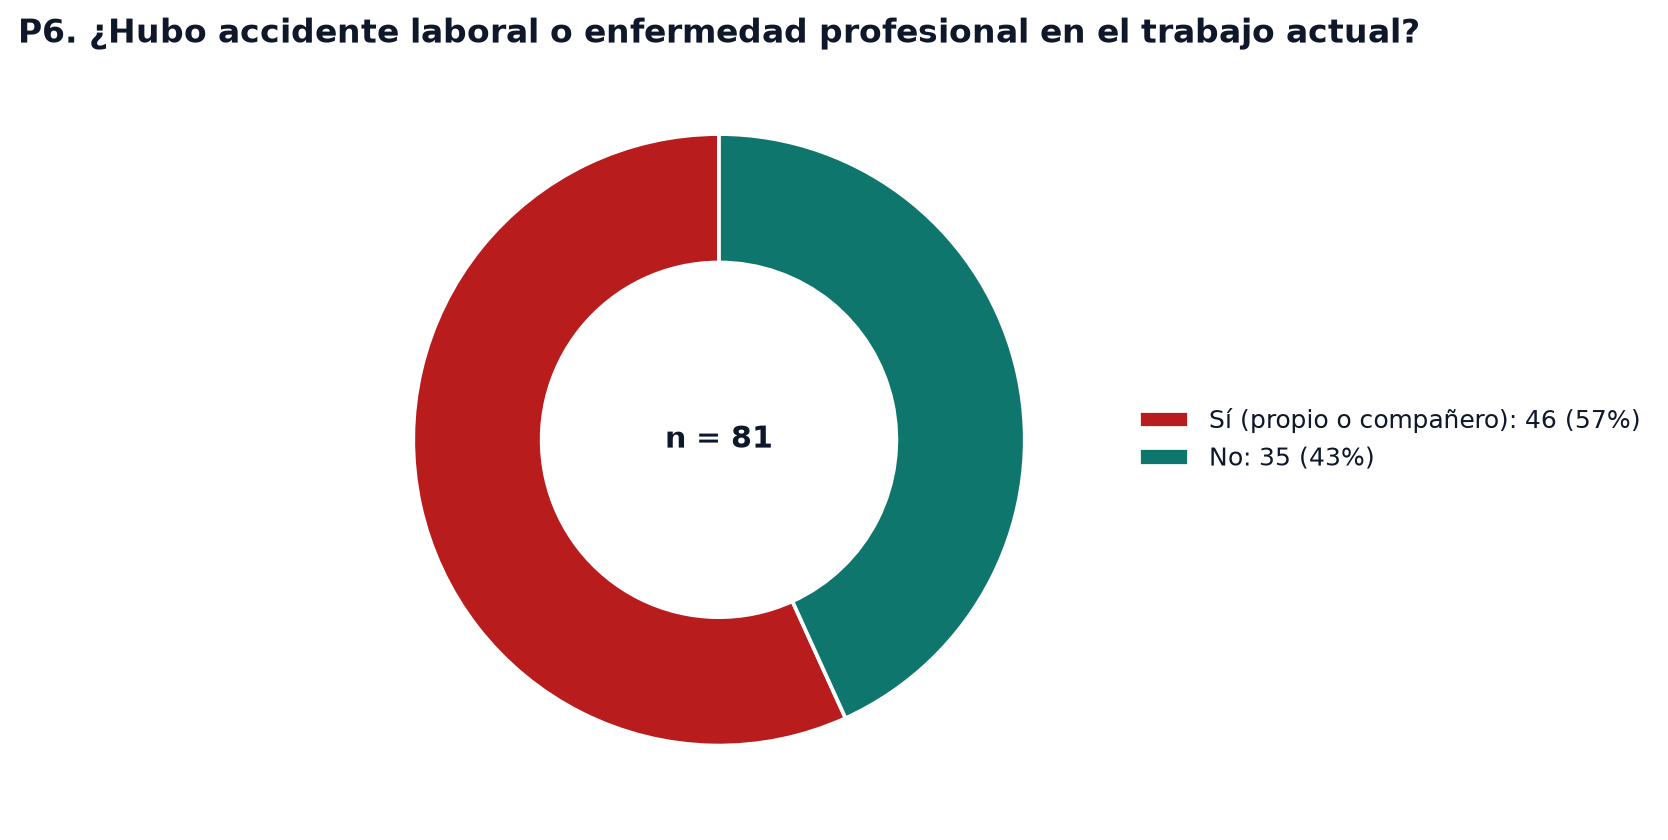 P6. ¿Hubo accidente laboral o enfermedad profesional en el trabajo actual?
n = 81
Sí (propio o compañero): 46 (57%)
No: 35 (43%)